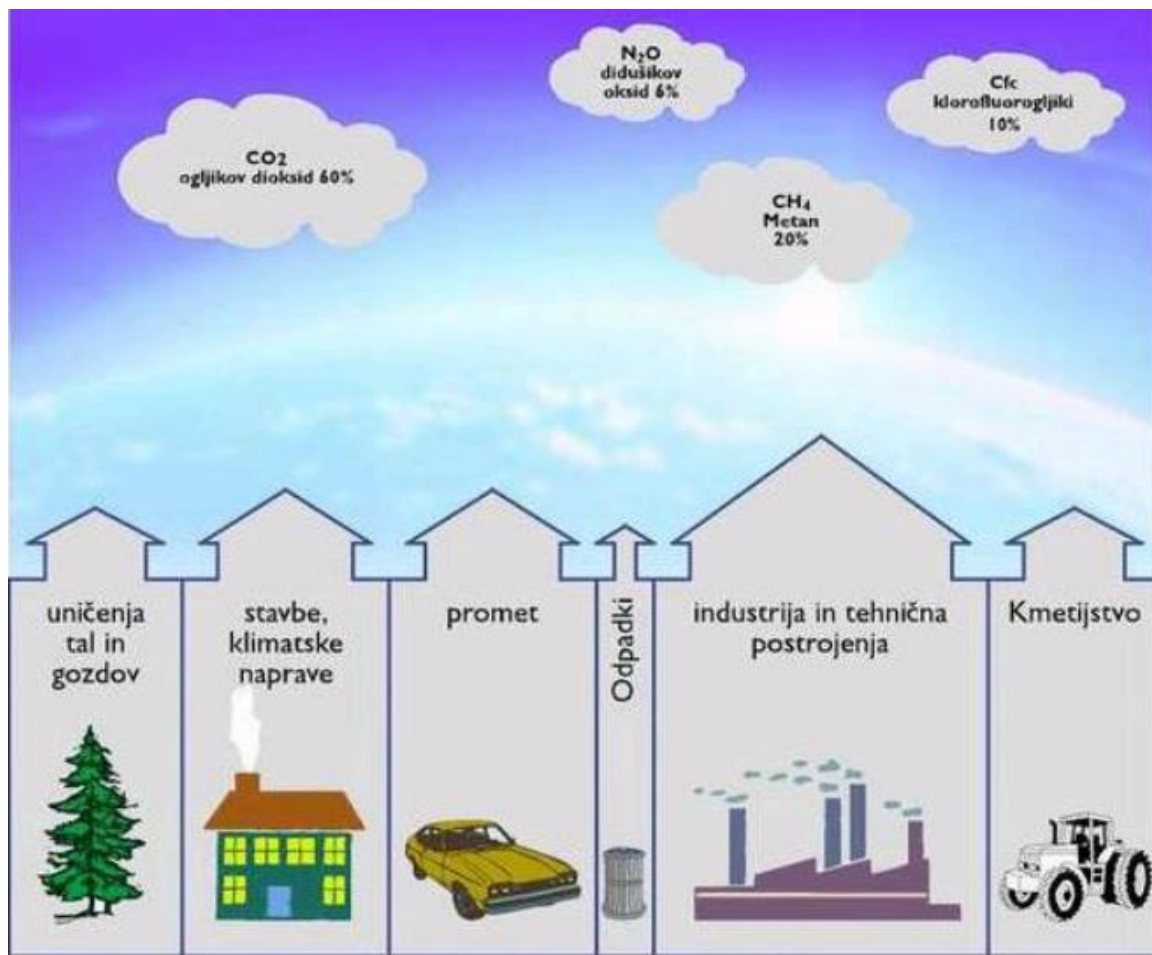 N₂O
didušikov
oksid 6%
Cfc
klorofluorogljiki
10%
CO2
ogljikov dioksid 60%
CH₄
Metan
20%
uničenja
tal in
gozdov
stavbe,
klimatske
naprave
promet
Odpadki
industrija in tehnična
postrojenja
Kmetijstvo